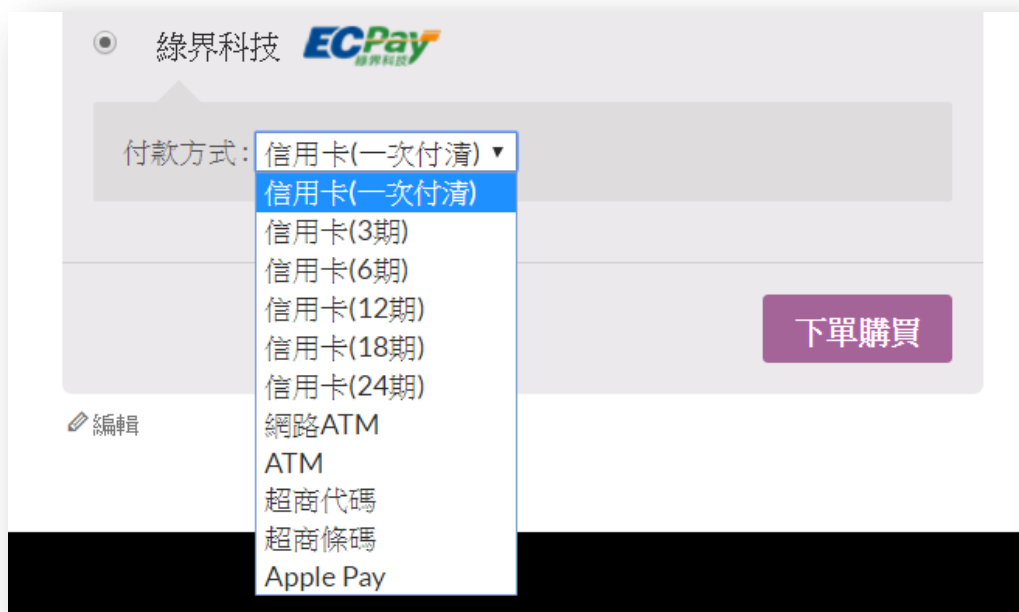 綠界科技 ECPay 綠界科技
付款方式: 信用卡(一次付清)
信用卡(一次付清)
信用卡(3期)
信用卡(6期)
信用卡(12期)
信用卡(18期)
信用卡(24期)
網路ATM
ATM
超商代碼
超商條碼
Apple Pay
下單購買
編輯